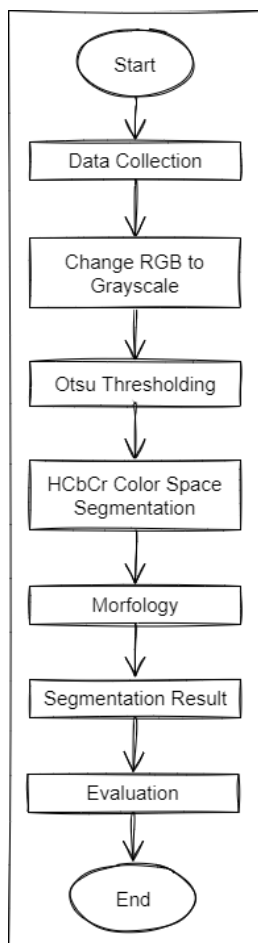 Start
Data Collection
Change RGB to
Grayscale
Otsu Thresholding
HCbCr Color Space
Segmentation
Morfology
Segmentation Result
Evaluation
End